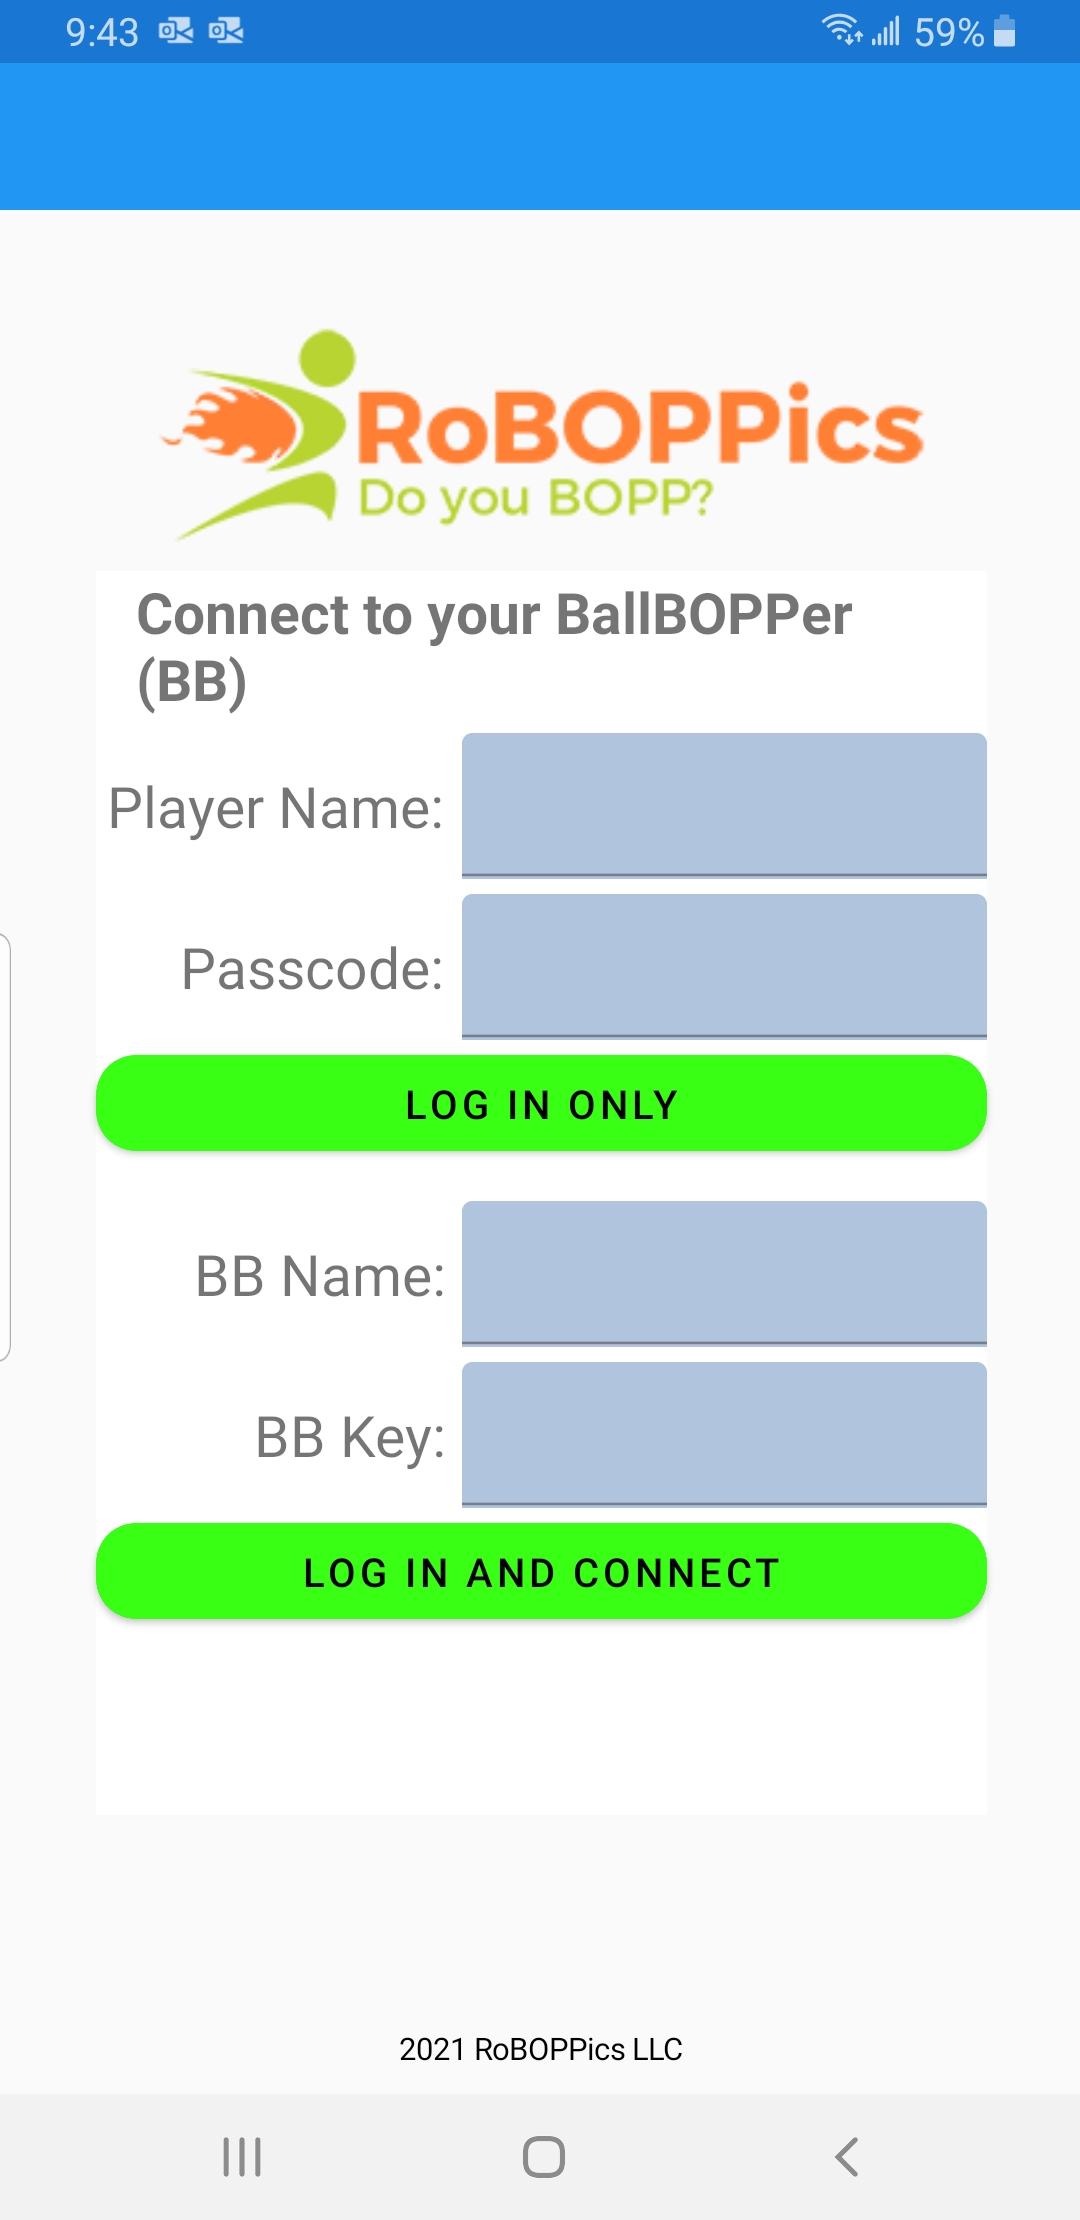 9:43 59%
RoBOPPics
Do you BOPP?
Connect to your BallBOPPer
(BB)
Player Name:
Passcode:
LOG IN ONLY
BB Name:
BB Key:
LOG IN AND CONNECT
2021 RoBOPPics LLC